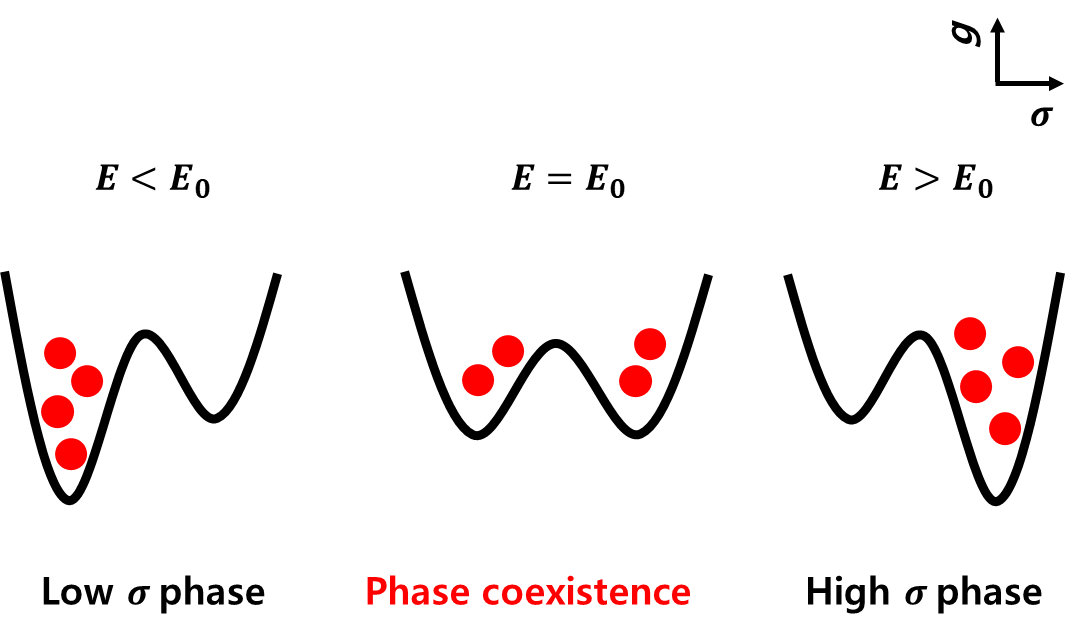 g
σ
E < E₀
E = E₀
E > E₀
Low σ phase
Phase coexistence
High σ phase